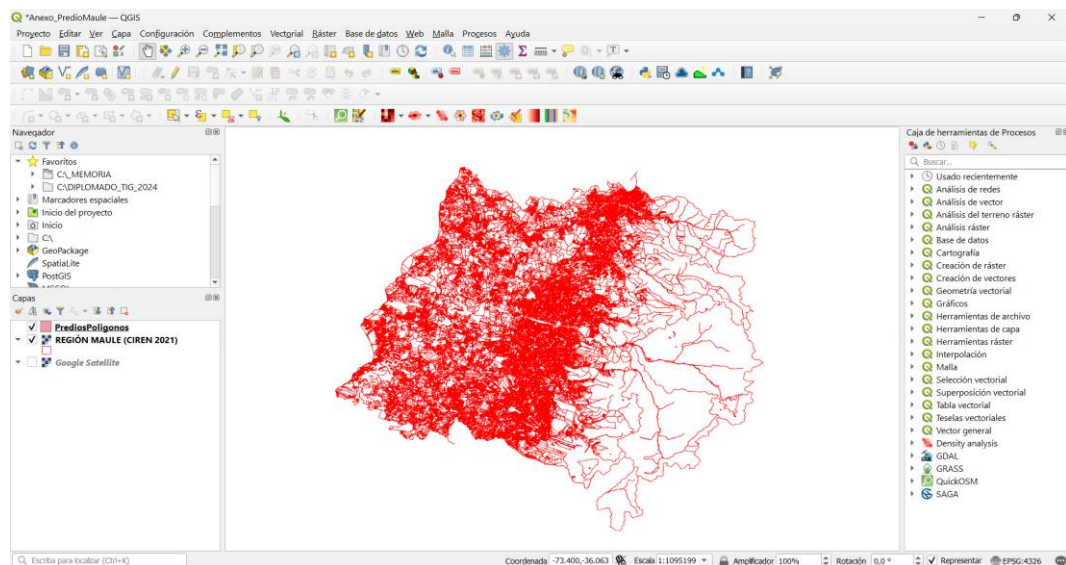 *Anexo_PredioMaule — QGIS
Proyecto Editar Ver Capa Configuración Complementos Vectorial Ráster Base de datos Web Malla Procesos Ayuda
Navegador
Favoritos
C:\_MEMORIA
C:\DIPLOMADO_TIG_2024
Marcadores espaciales
Inicio del proyecto
Inicio
C:\
GeoPackage
SpatiaLite
PostGIS
Capas
PrediosPoligonos
REGIÓN MAULE (CIREN 2021)
Google Satellite
Caja de herramientas de Procesos
Buscar...
Usado recientemente
Análisis de redes
Análisis de vector
Análisis del terreno ráster
Análisis ráster
Base de datos
Cartografía
Creación de ráster
Creación de vectores
Geometría vectorial
Gráficos
Herramientas de archivo
Herramientas de capa
Herramientas ráster
Interpolación
Malla
Selección vectorial
Superposición vectorial
Tabla vectorial
Teselas vectoriales
Vector general
Density analysis
GDAL
GRASS
QuickOSM
SAGA
Escriba para localizar (Ctrl+K)
Coordenada -73.400,-36.063 Escala 1:1095199 Amplificador 100% Rotación 0,0 ° Representar EPSG:4326